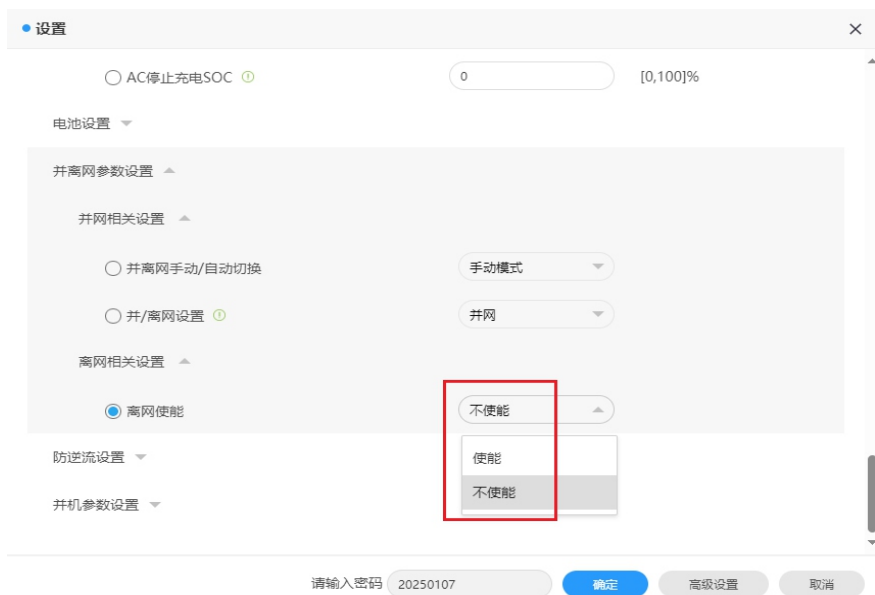 设置
AC停止充电SOC 0 [0,100]%
电池设置
并离网参数设置
并网相关设置
并离网手动/自动切换 手动模式
并/离网设置 并网
离网相关设置
离网使能 不使能
使能
防逆流设置
不使能
并机参数设置
请输入密码 20250107 确定 高级设置 取消